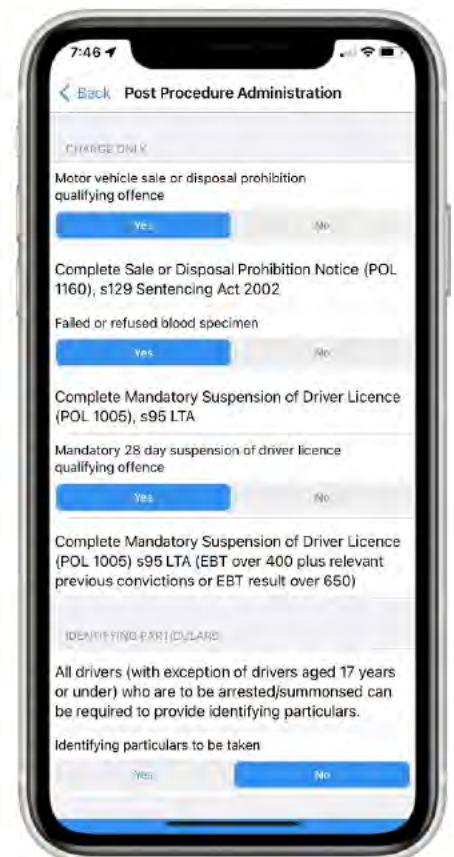 7:46
Back Post Procedure Administration
CHARGE ONLY
Motor vehicle sale or disposal prohibition
qualifying offence
Yes No
Complete Sale or Disposal Prohibition Notice (POL
1160), s129 Sentencing Act 2002
Failed or refused blood specimen
Yes No
Complete Mandatory Suspension of Driver Licence
(POL 1005), s95 LTA
Mandatory 28 day suspension of driver licence
qualifying offence
Yes No
Complete Mandatory Suspension of Driver Licence
(POL 1005) s95 LTA (EBT over 400 plus relevant
previous convictions or EBT result over 650)
IDENTIFYING PARTICULARS
All drivers (with exception of drivers aged 17 years
or under) who are to be arrested/summonsed can
be required to provide identifying particulars.
Identifying particulars to be taken
Yes No